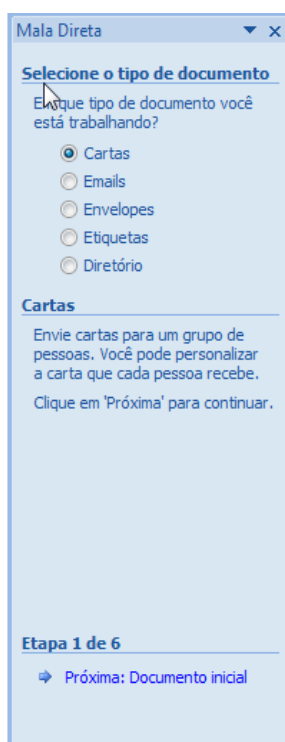 Mala Direta
Selecione o tipo de documento
Em que tipo de documento você
está trabalhando?
Cartas
Emails
Envelopes
Etiquetas
Diretório
Cartas
Envie cartas para um grupo de
pessoas. Você pode personalizar
a carta que cada pessoa recebe.
Clique em 'Próxima' para continuar.
Etapa 1 de 6
Próxima: Documento inicial